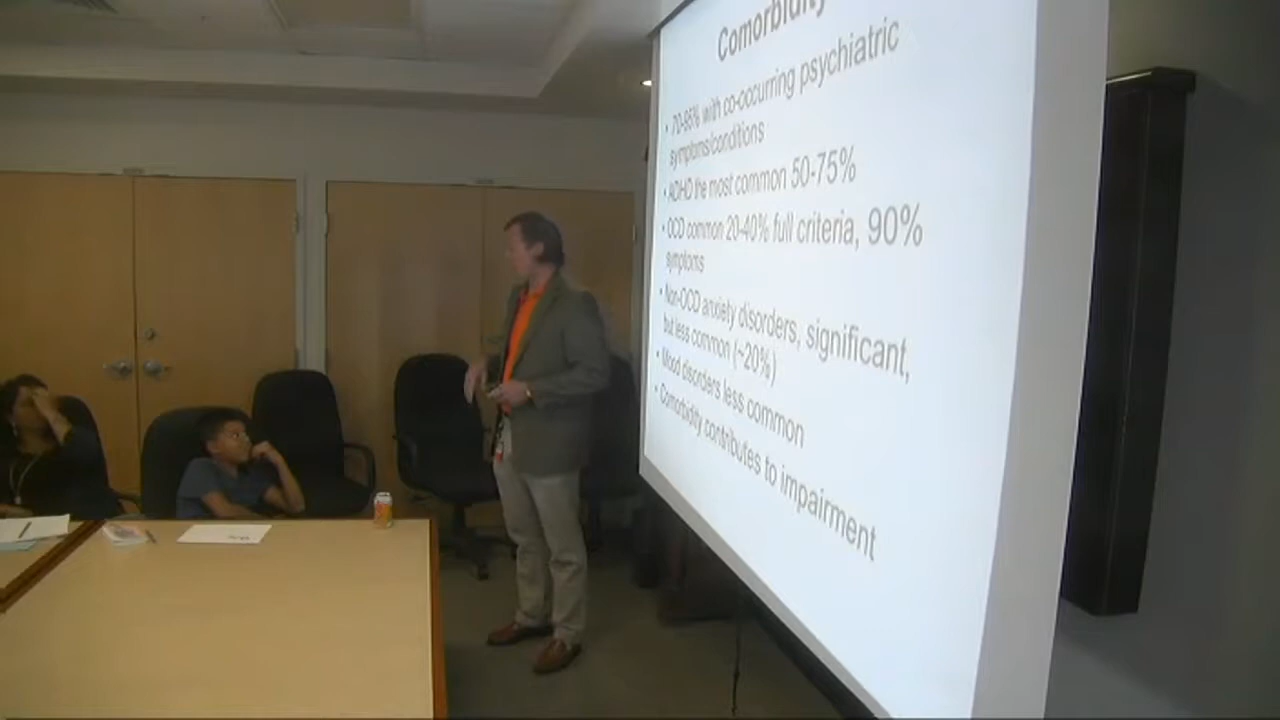 Comorbidity
• 70-85% with co-occurring psychiatric
symptoms/conditions
• ADHD the most common 50-75%
• OCD common 20-40% full criteria, 90%
symptoms
• Non-OCD anxiety disorders, significant,
but less common (~20%)
• Mood disorders less common
• Comorbidity contributes to impairment